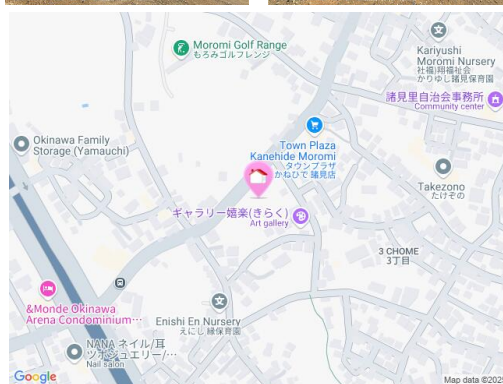 Moromi Golf Range
もろみゴルフレンジ
Kariyushi
Moromi Nursery
社福)翔福祉会
かりゆし諸見保育園
諸見里自治会事務所
Community center
Okinawa Family
Storage (Yamauchi)
Town Plaza
Kanehide Moromi
タウンプラザ
かねひで 諸見店
Takezono
たけぞの
ギャラリー嬉楽(きらく)
Art gallery
3 CHOME
3丁目
&Monde Okinawa
Arena Condominium…
Enishi En Nursery
えにし縁保育園
NANA ネイル/耳
ツボジュエリー/…
Nail salon
Google
Map data ©202